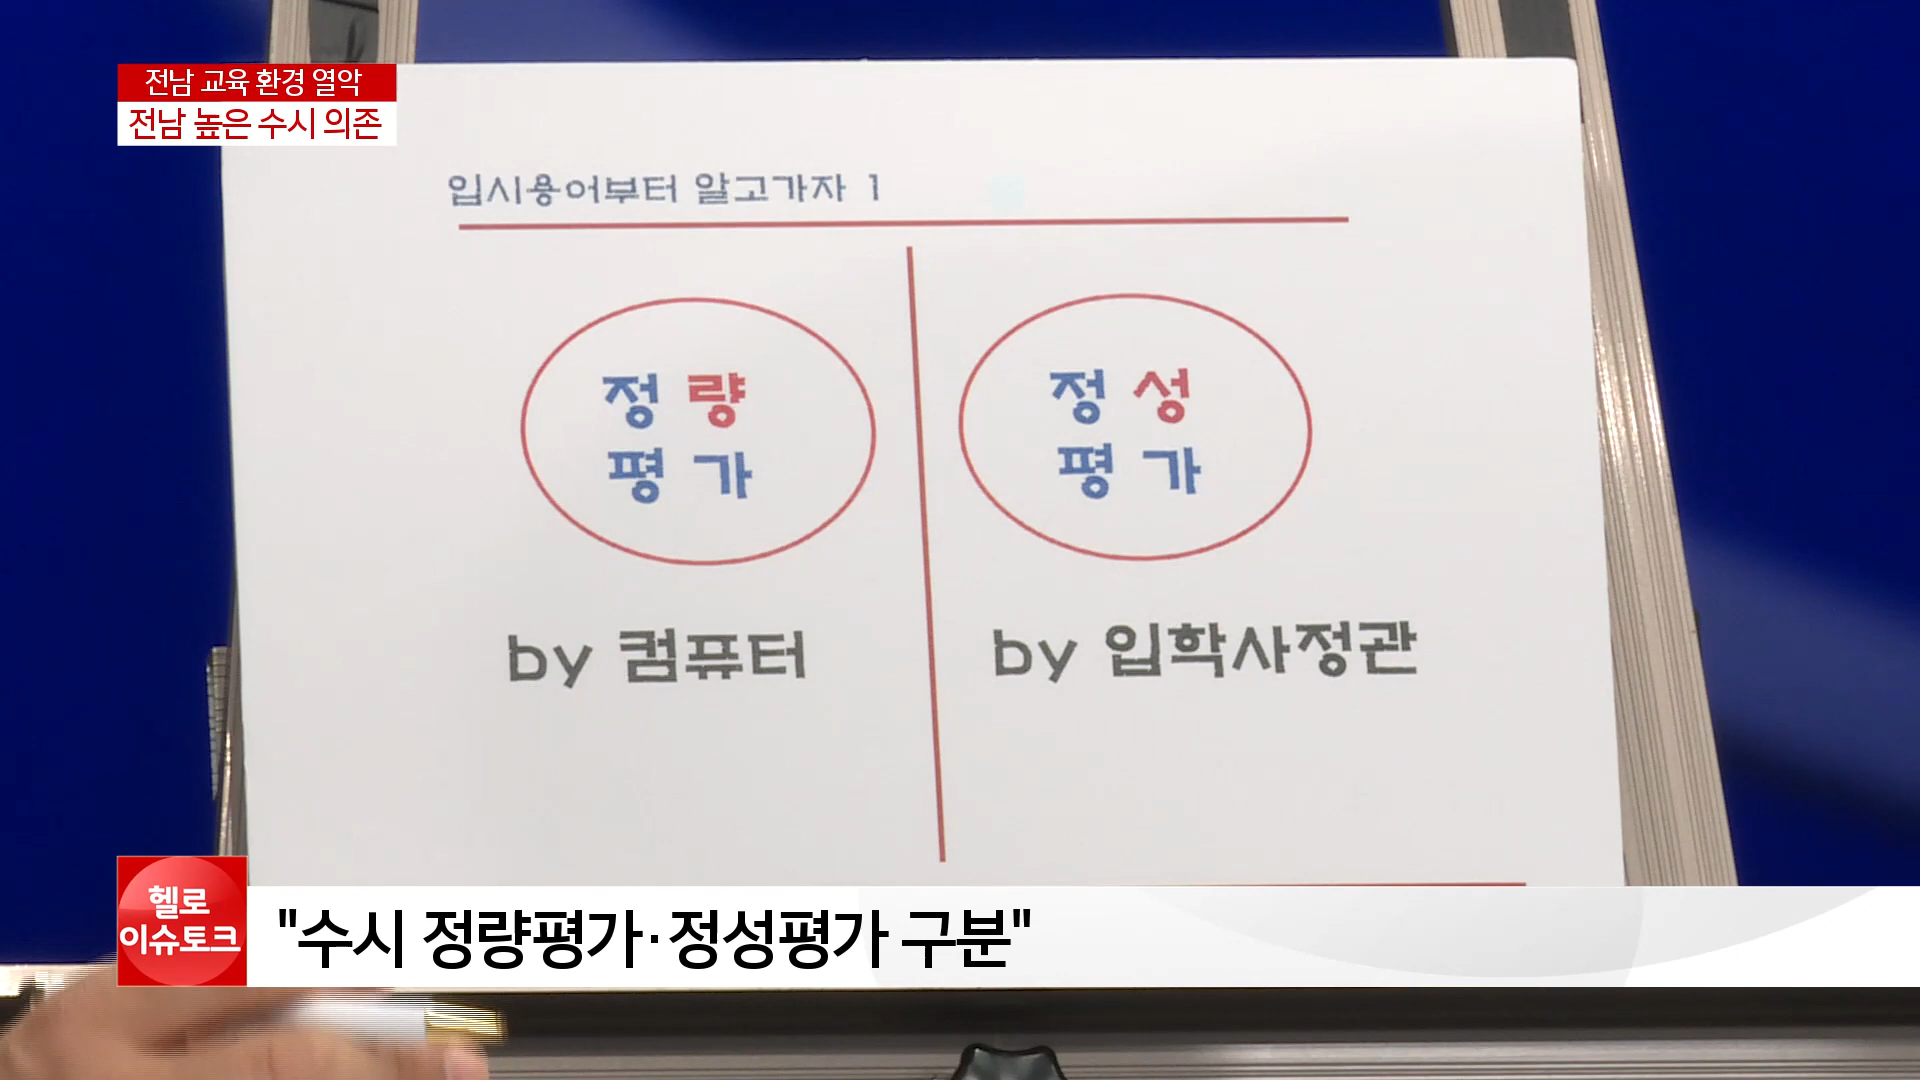 전남 교육 환경 열악
전남 높은 수시 의존
입시용어부터 알고가자 1
정량
평가
by 컴퓨터
정성
평가
by 입학사정관
헬로
이슈토크
"수시 정량평가·정성평가 구분"